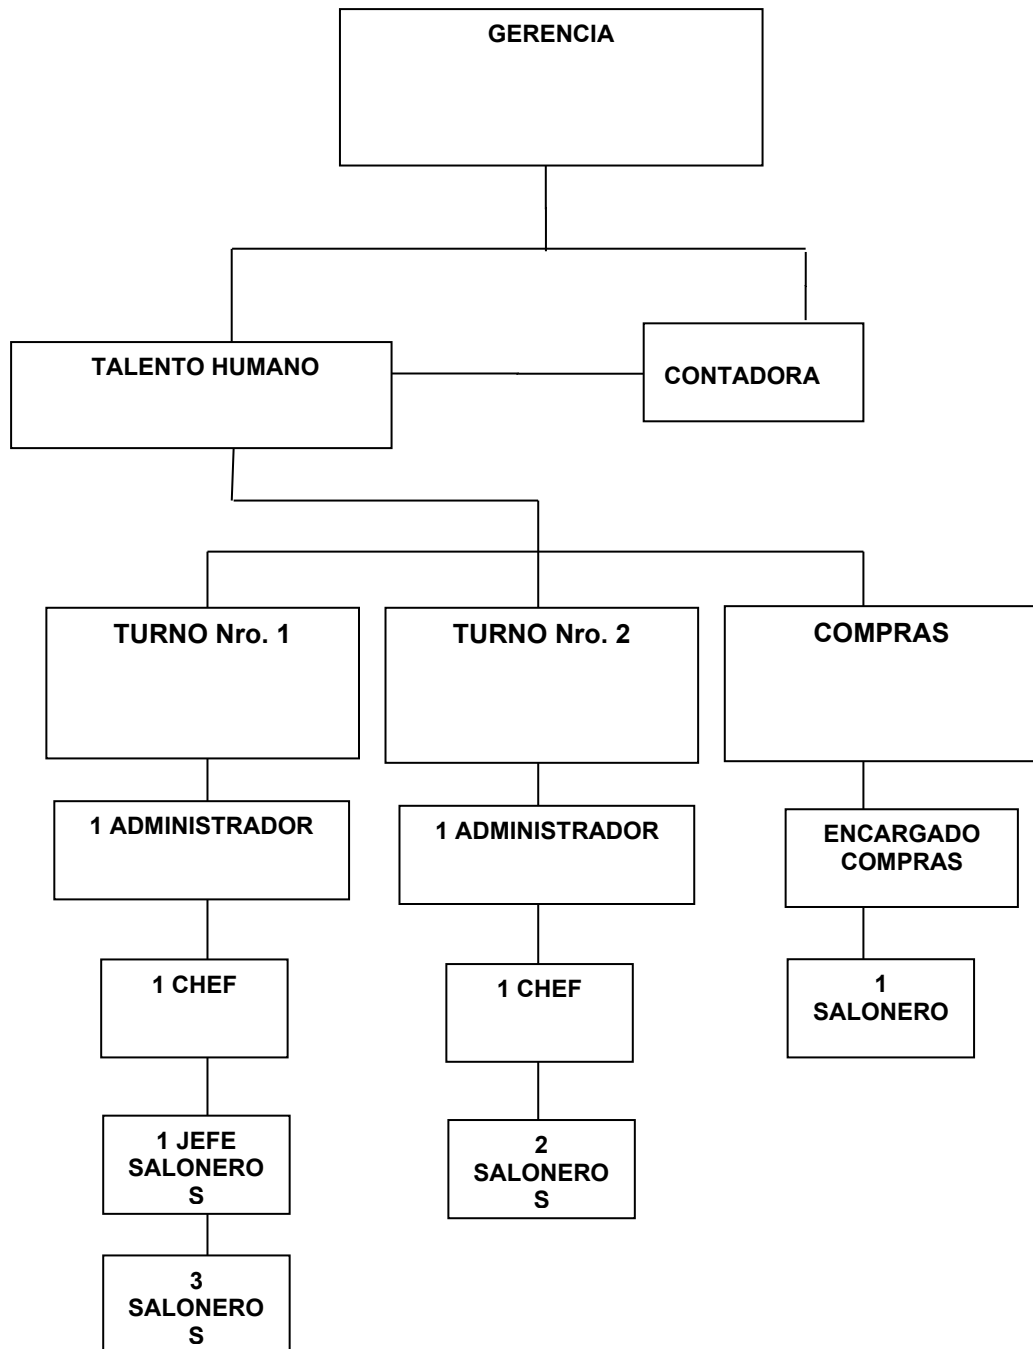 GERENCIA
TALENTO HUMANO
CONTADORA
TURNO Nro. 1
TURNO Nro. 2
COMPRAS
1 ADMINISTRADOR
1 ADMINISTRADOR
ENCARGADO
COMPRAS
1 CHEF
1 CHEF
1
SALONERO
1 JEFE
SALONERO
S
2
SALONERO
S
3
SALONERO
S